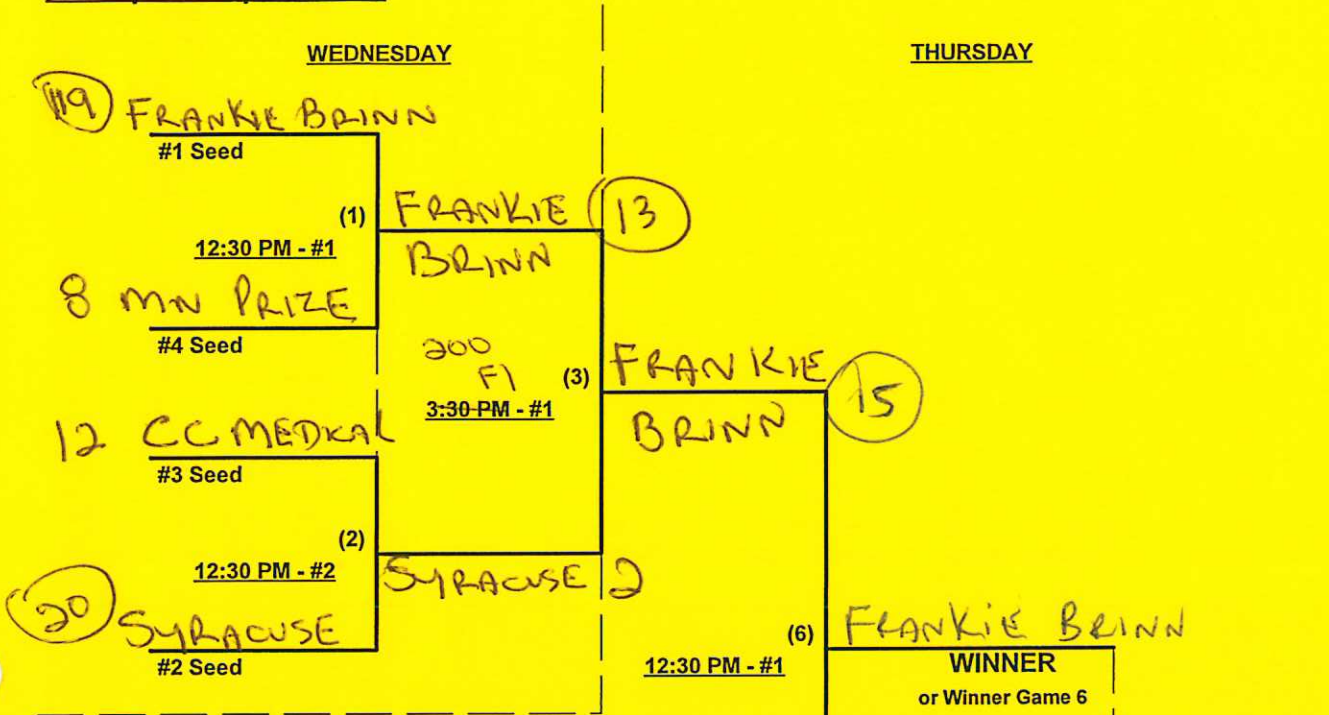 WEDNESDAY
THURSDAY
19 FRANKIE BRINN
#1 Seed
(1)
12:30 PM - #1
FRANKIE 13
BRINN
8 MN PRIZE
#4 Seed
200
F1
(3)
3:30 PM - #1
FRANKIE 15
BRINN
12 CC MEDICAL
#3 Seed
(2)
12:30 PM - #2
SYRACUSE 2
20 SYRACUSE
#2 Seed
(6)
12:30 PM - #1
FRANKIE BRINN
WINNER
or Winner Game 6